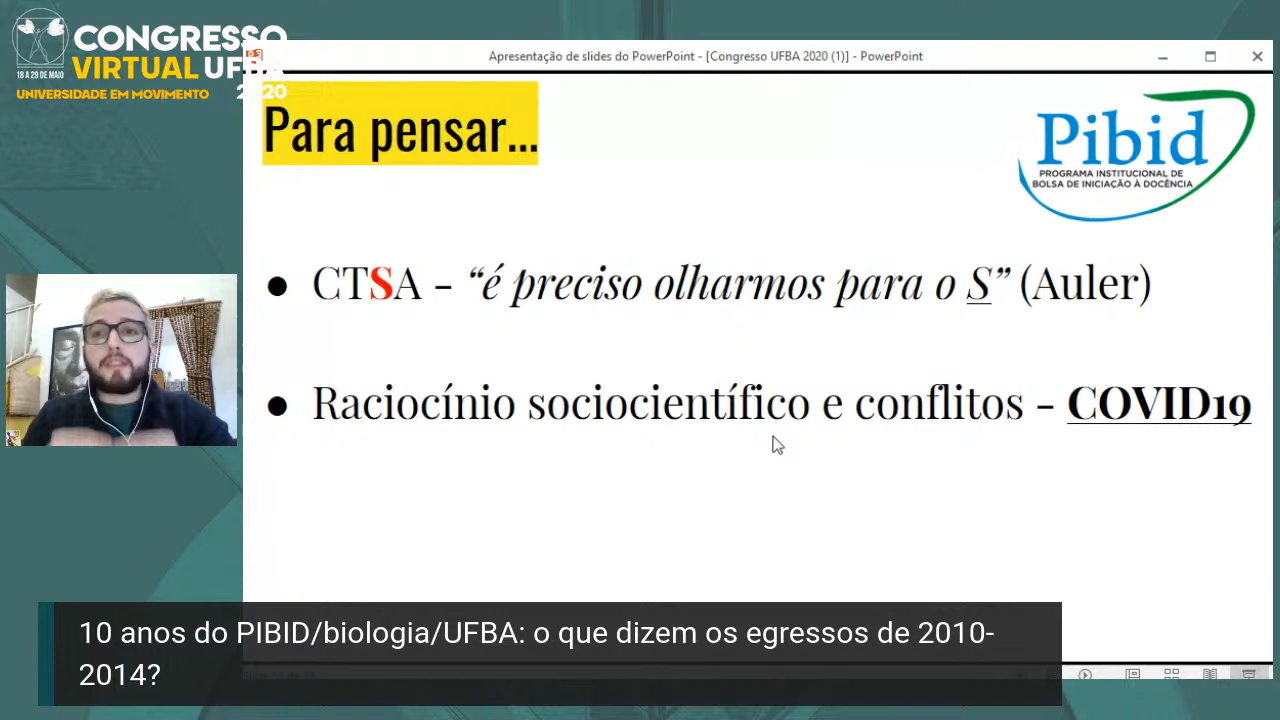 CONGRESSO
VIRTUAL UFBA
18 A 29 DE MAIO
UNIVERSIDADE EM MOVIMENTO 2020
Apresentação de slides do PowerPoint - [Congresso UFBA 2020 (1)] - PowerPoint
Para pensar...
Pibid
PROGRAMA INSTITUCIONAL DE
BOLSA DE INICIAÇÃO À DOCÊNCIA
● CTSA - “é preciso olharmos para o S” (Auler)
● Raciocínio sociocientífico e conflitos - COVID19
10 anos do PIBID/biologia/UFBA: o que dizem os egressos de 2010-
2014?